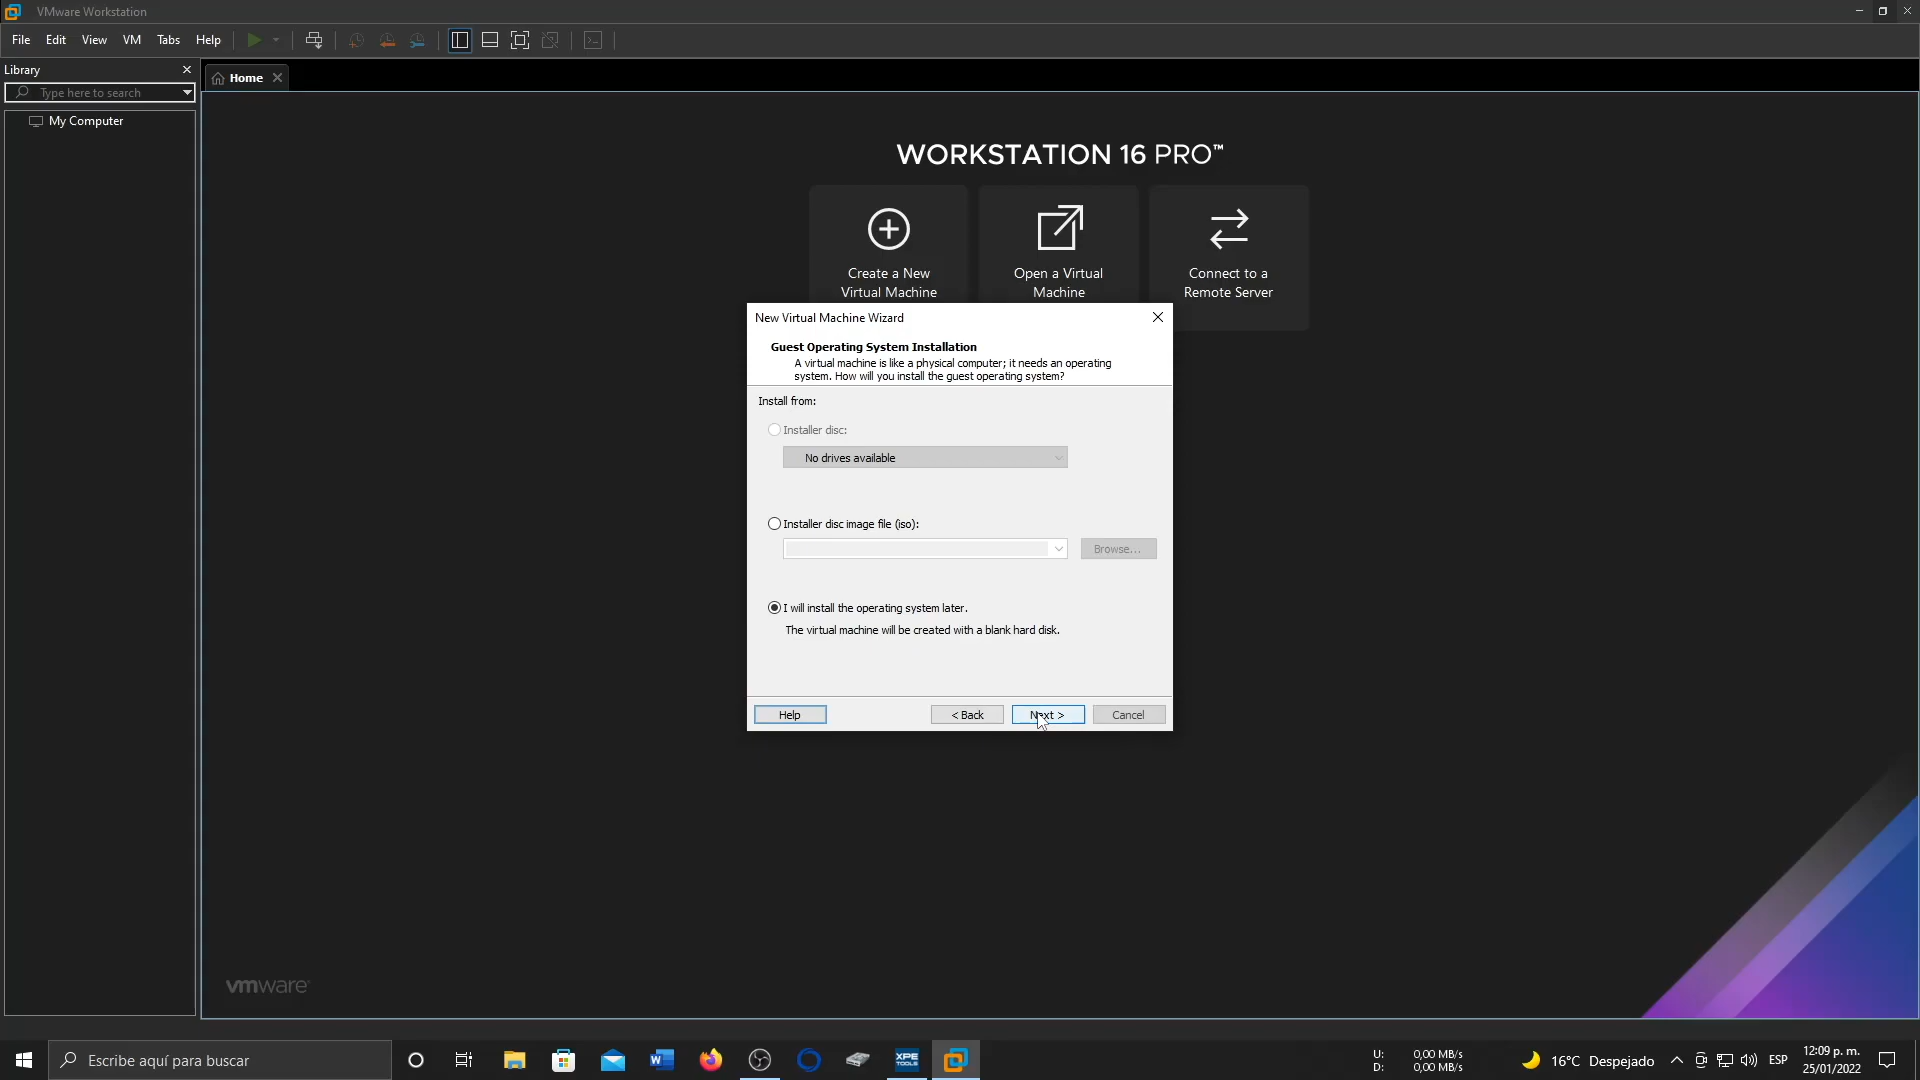 VMware Workstation
File Edit View VM Tabs Help
Library
Type here to search
My Computer
Home
WORKSTATION 16 PRO™
Create a New
Virtual Machine
Open a Virtual
Machine
Connect to a
Remote Server
New Virtual Machine Wizard
Guest Operating System Installation
A virtual machine is like a physical computer; it needs an operating
system. How will you install the guest operating system?
Install from:
Installer disc:
No drives available
Installer disc image file (iso):
Browse...
I will install the operating system later.
The virtual machine will be created with a blank hard disk.
Help
< Back
Next >
Cancel
vmware®
Escribe aquí para buscar
XPE
TOOLS
U: 0,00 MB/s
D: 0,00 MB/s
16°C Despejado
ESP
12:09 p. m.
25/01/2022